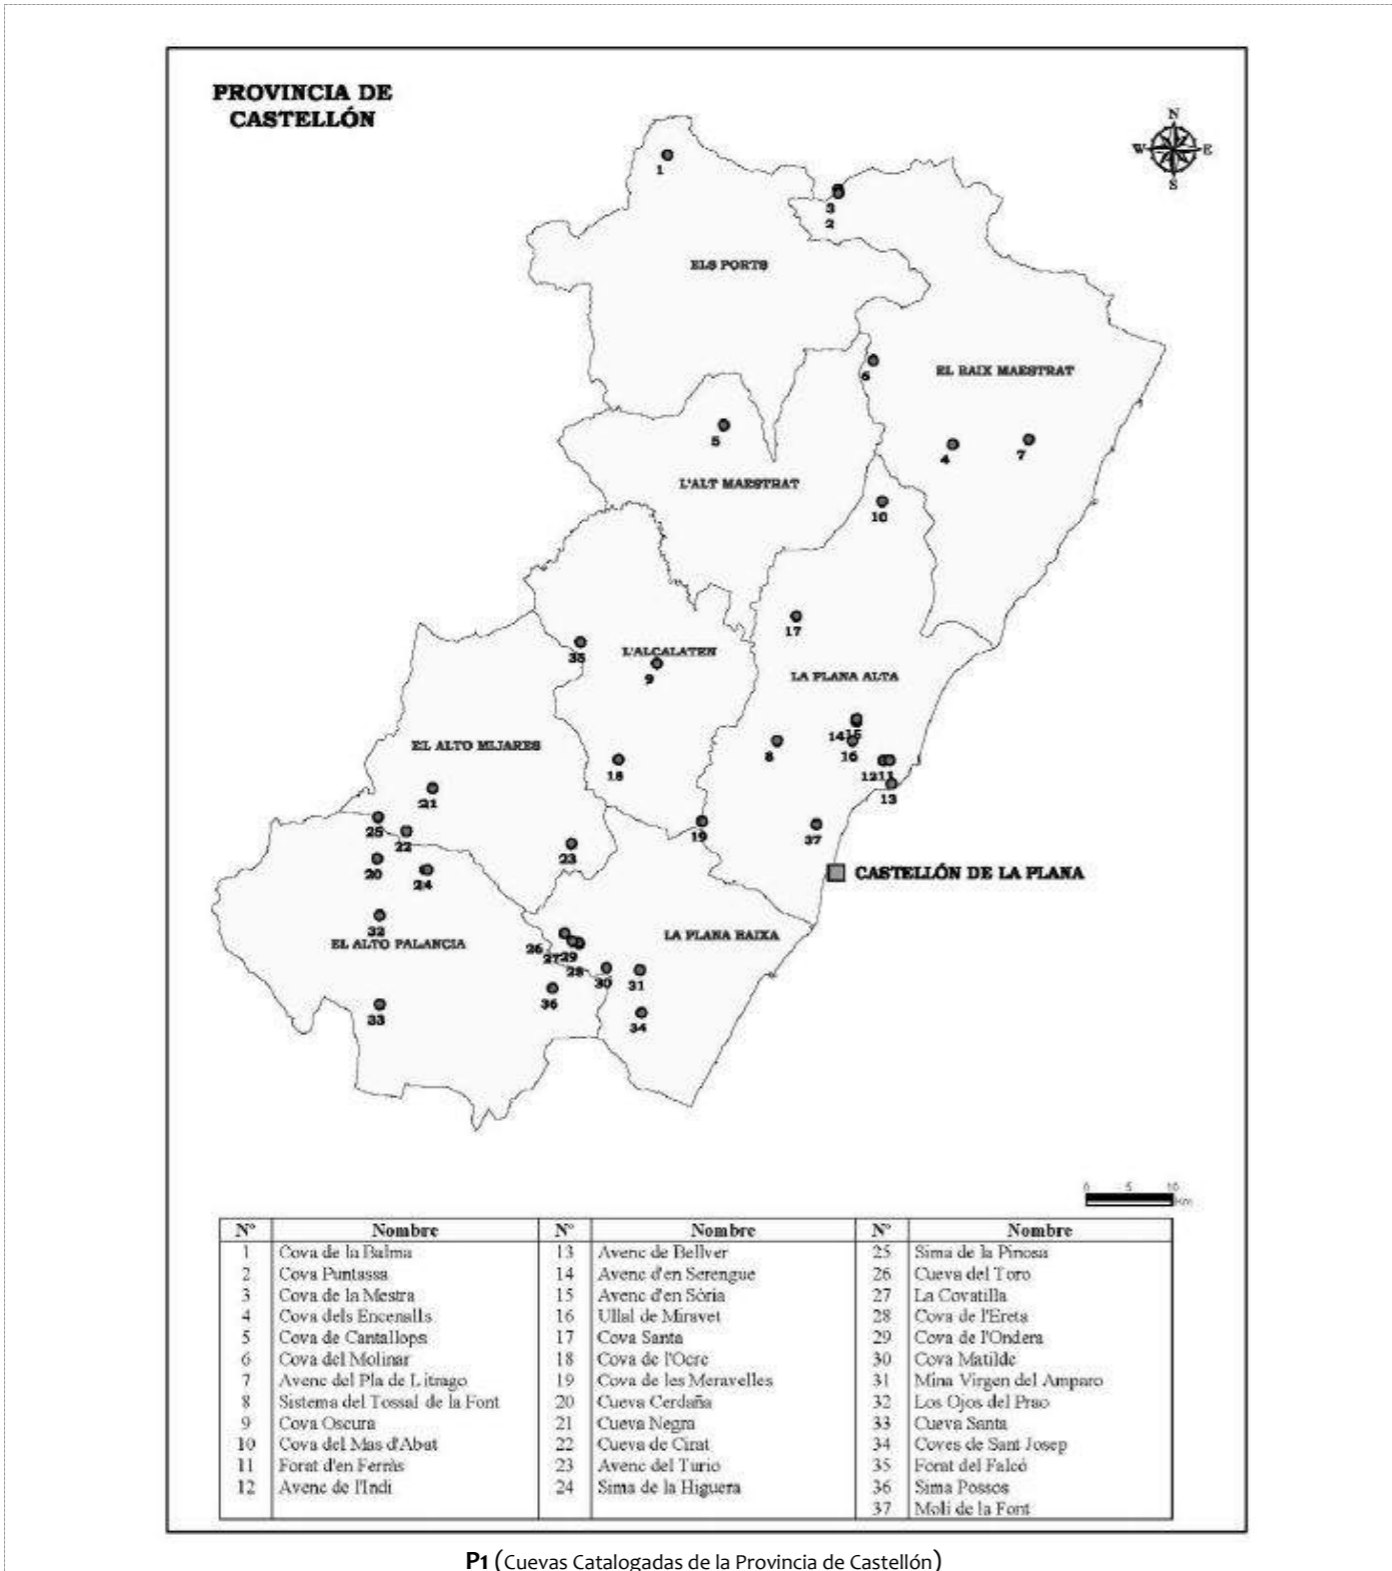 PROVINCIA DE
CASTELLÓN
N
W E
S
1
3
2
ELS PORTS
6
EL BAIX MAESTRAT
5
4
7
L'ALT MAESTRAT
10
17
35
L'ALCALATEN
9
LA PLANA ALTA
14 15
EL ALTO MIJARES
8
16
18
12 11
21
13
25
22
19
37
23
20
24
CASTELLÓN DE LA PLANA
32
EL ALTO PALANCIA
LA PLANA BAIXA
26
27 29
28
30
31
36
33
34
0 5 10
Km
Nº Nombre Nº Nombre Nº Nombre
1 Cova de la Balma 13 Avenc de Bellver 25 Sima de la Pinosa
2 Cova Puntassa 14 Avenc d'en Serengue 26 Cueva del Toro
3 Cova de la Mestra 15 Avenc d'en Sòria 27 La Covatilla
4 Cova dels Encenalls 16 Ullal de Miravet 28 Cova de l'Ereta
5 Cova de Cantallops 17 Cova Santa 29 Cova de l'Ondera
6 Cova del Molinar 18 Cova de l'Ocre 30 Cova Matilde
7 Avenc del Pla de Litrago 19 Cova de les Meravelles 31 Mina Virgen del Amparo
8 Sistema del Tossal de la Font 20 Cueva Cerdaña 32 Los Ojos del Prao
9 Cova Oscura 21 Cueva Negra 33 Cueva Santa
10 Cova del Mas d'Abat 22 Cueva de Cirat 34 Coves de Sant Josep
11 Forat d'en Ferràs 23 Avenc del Turio 35 Forat del Falcó
12 Avenc de l'Indi 24 Sima de la Higuera 36 Sima Possos
37 Molí de la Font
P1 (Cuevas Catalogadas de la Provincia de Castellón)